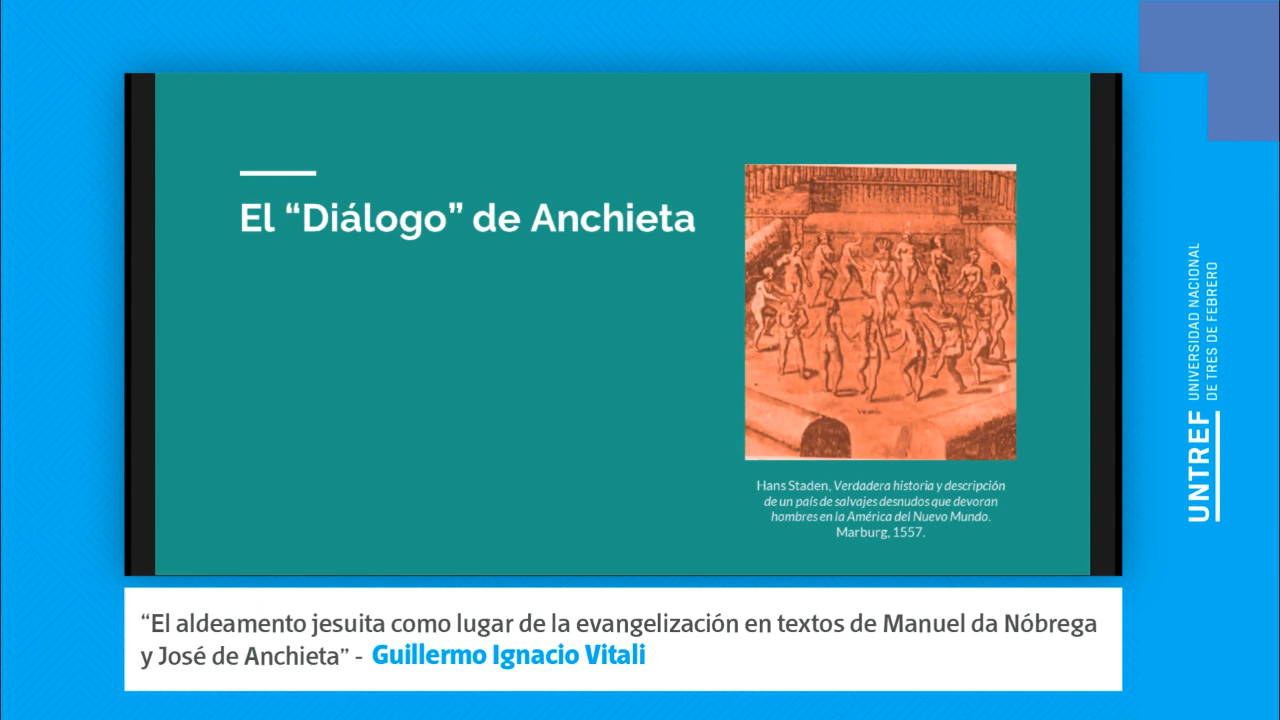 El “Diálogo” de Anchieta
Hans Staden, Verdadera historia y descripción
de un país de salvajes desnudos que devoran
hombres en la América del Nuevo Mundo.
Marburg, 1557.
“El aldeamento jesuita como lugar de la evangelización en textos de Manuel da Nóbrega
y José de Anchieta” - Guillermo Ignacio Vitali
UNTREF
UNIVERSIDAD NACIONAL
DE TRES DE FEBRERO